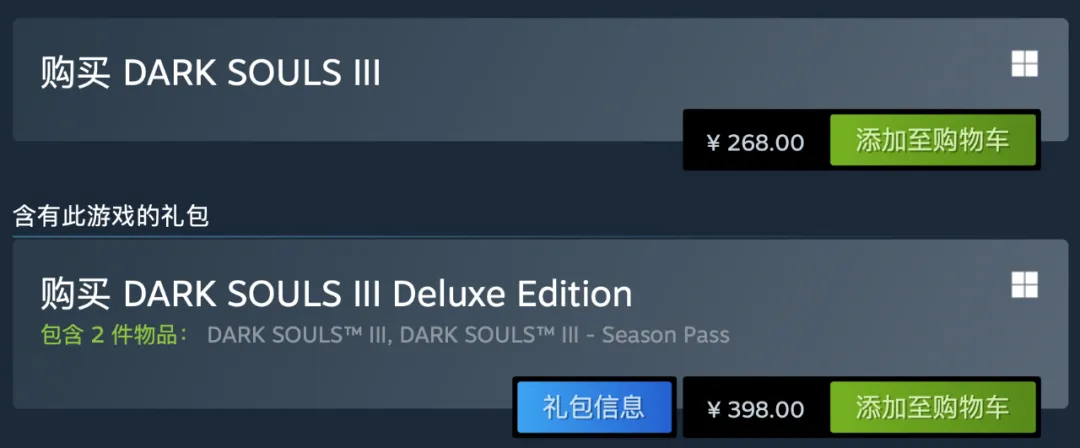 购买 DARK SOULS III
¥ 268.00 添加至购物车
含有此游戏的礼包
购买 DARK SOULS III Deluxe Edition
包含 2 件物品： DARK SOULS™ III, DARK SOULS™ III - Season Pass
礼包信息 ¥ 398.00 添加至购物车